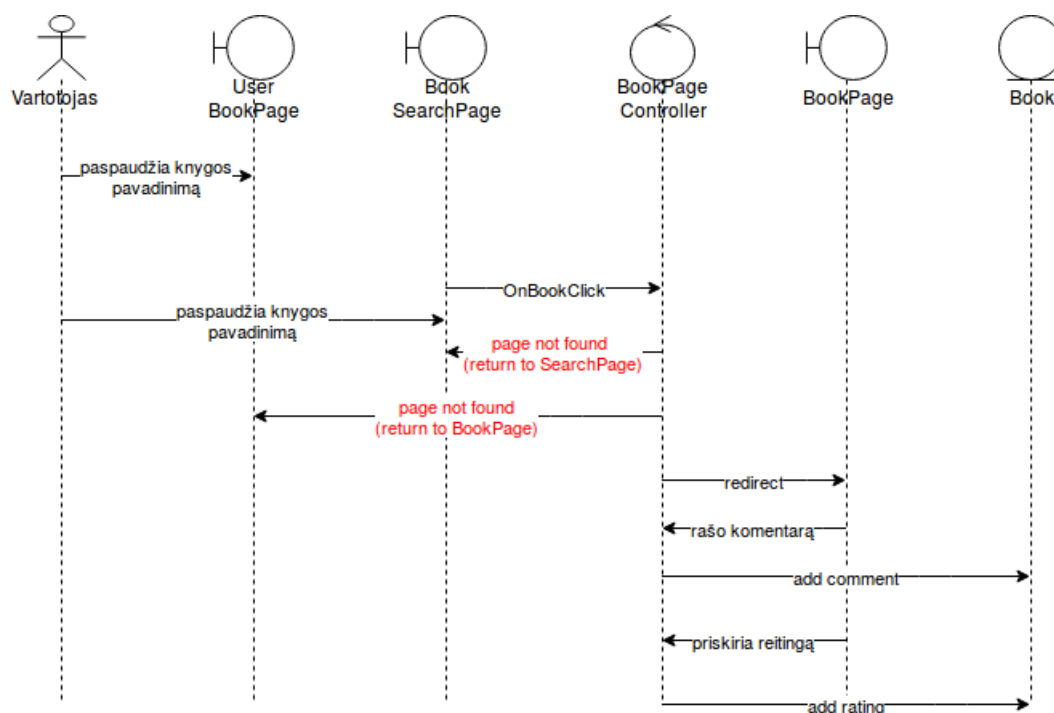 Vartotojas
User
BookPage
Book
SearchPage
BookPage
Controller
BookPage
Book
paspaudžia knygos
pavadinimą
OnBookClick
paspaudžia knygos
pavadinimą
page not found
(return to SearchPage)
page not found
(return to BookPage)
redirect
rašo komentarą
add comment
priskiria reitingą
add rating